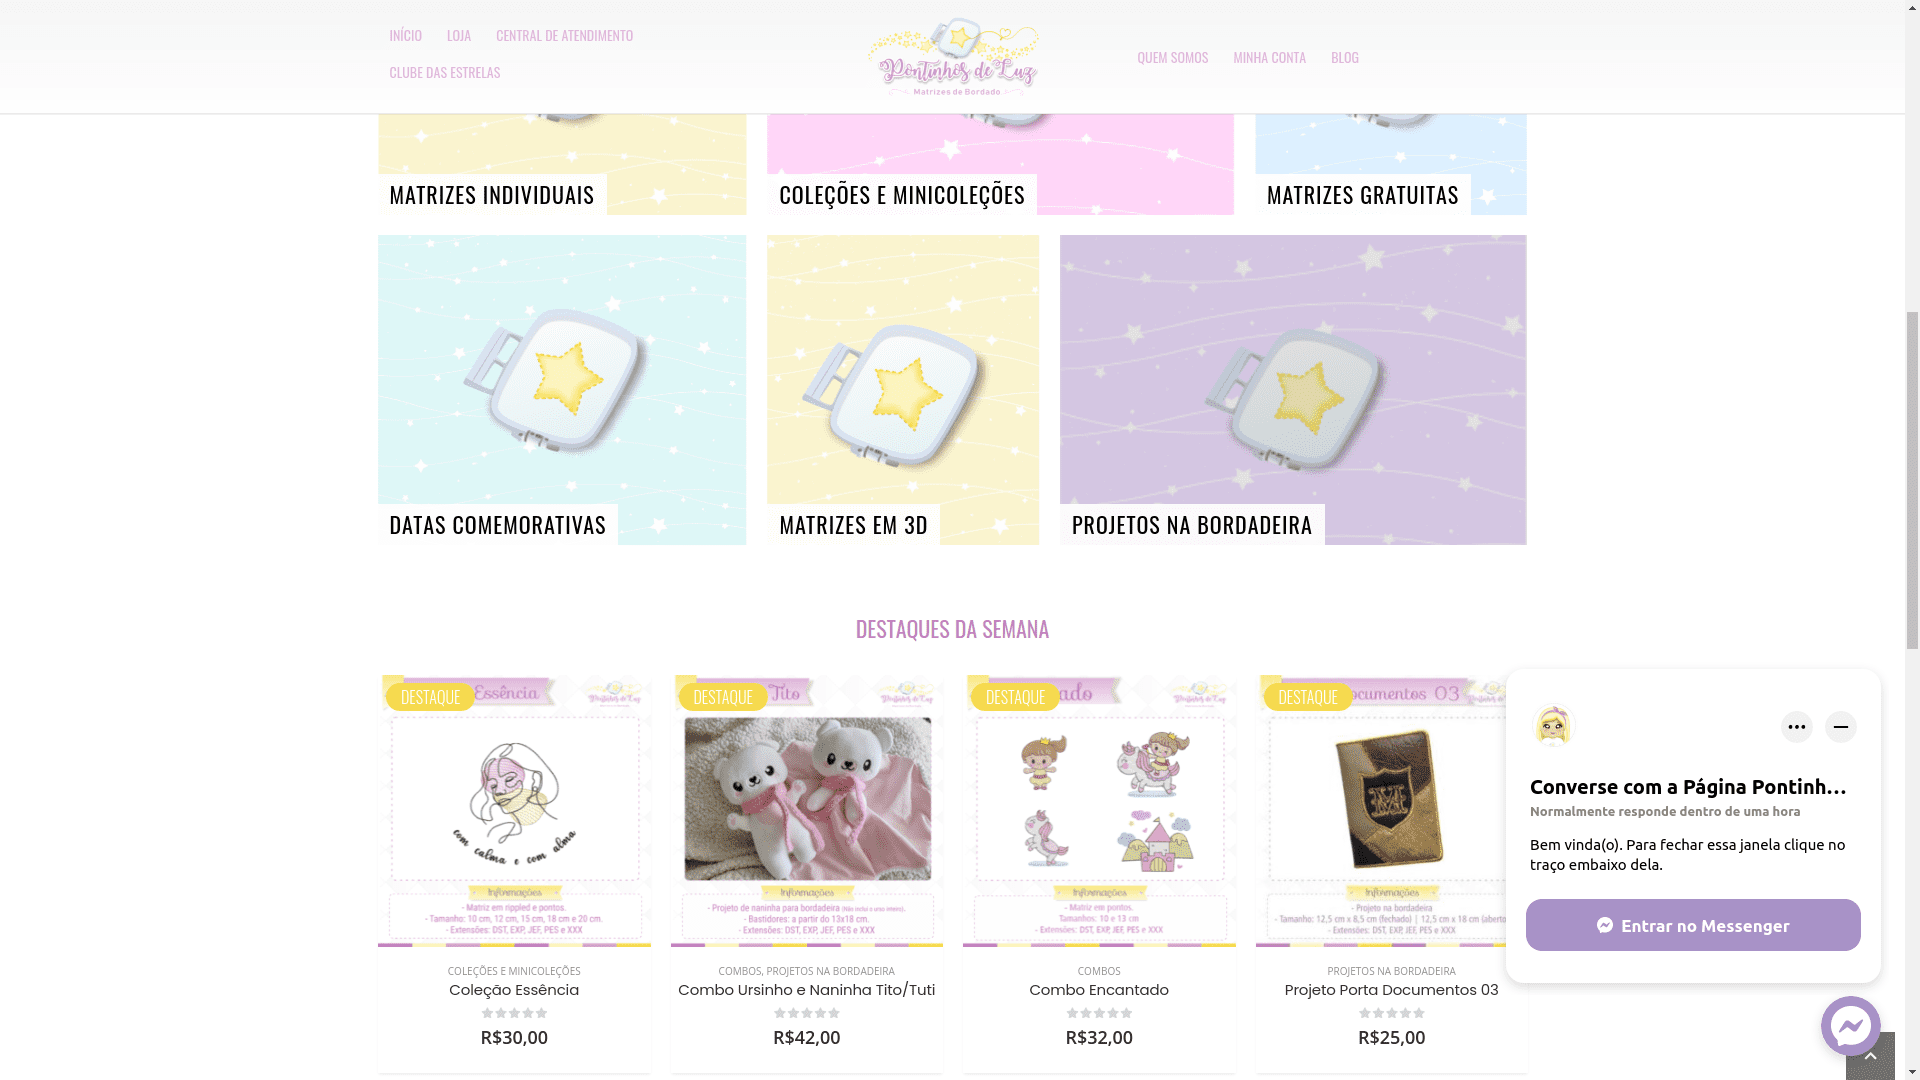 INÍCIO LOJA CENTRAL DE ATENDIMENTO
CLUBE DAS ESTRELAS
Pontinhos de Luz
Matrizes de Bordado
QUEM SOMOS MINHA CONTA BLOG
MATRIZES INDIVIDUAIS
COLEÇÕES E MINICOLEÇÕES
MATRIZES GRATUITAS
DATAS COMEMORATIVAS
MATRIZES EM 3D
PROJETOS NA BORDADEIRA
DESTAQUES DA SEMANA
DESTAQUE
Essência
com calma e com alma
Informações
- Matriz em rippled e pontos.
- Tamanho: 10 cm, 12 cm, 15 cm, 18 cm e 20 cm.
- Extensões: DST, EXP, JEF, PES e XXX
COLEÇÕES E MINICOLEÇÕES
Coleção Essência
R$30,00
DESTAQUE
Tito
Informações
- Projeto de naninha para bordadeira
- Bastidores: a partir do 13x18 cm.
- Extensões: DST, EXP, JEF, PES e XXX
COMBOS, PROJETOS NA BORDADEIRA
Combo Ursinho e Naninha Tito/Tuti
R$42,00
DESTAQUE
Informações
- Matriz em pontos.
Tamanhos: 10 e 13 cm
- Extensões: DST, EXP, JEF, PES e XXX
COMBOS
Combo Encantado
R$32,00
DESTAQUE
ocumentos 03
M
Informações
- Projeto na bordadeira
- Tamanho: 12,5 cm x 8,5 cm (fechado) | 12,5 cm x 18 cm (aberto
- Extensões: DST, EXP, JEF, PES e XXX
PROJETOS NA BORDADEIRA
Projeto Porta Documentos 03
R$25,00
Converse com a Página Pontinh...
Normalmente responde dentro de uma hora
Bem vinda(o). Para fechar essa janela clique no
traço embaixo dela.
Entrar no Messenger